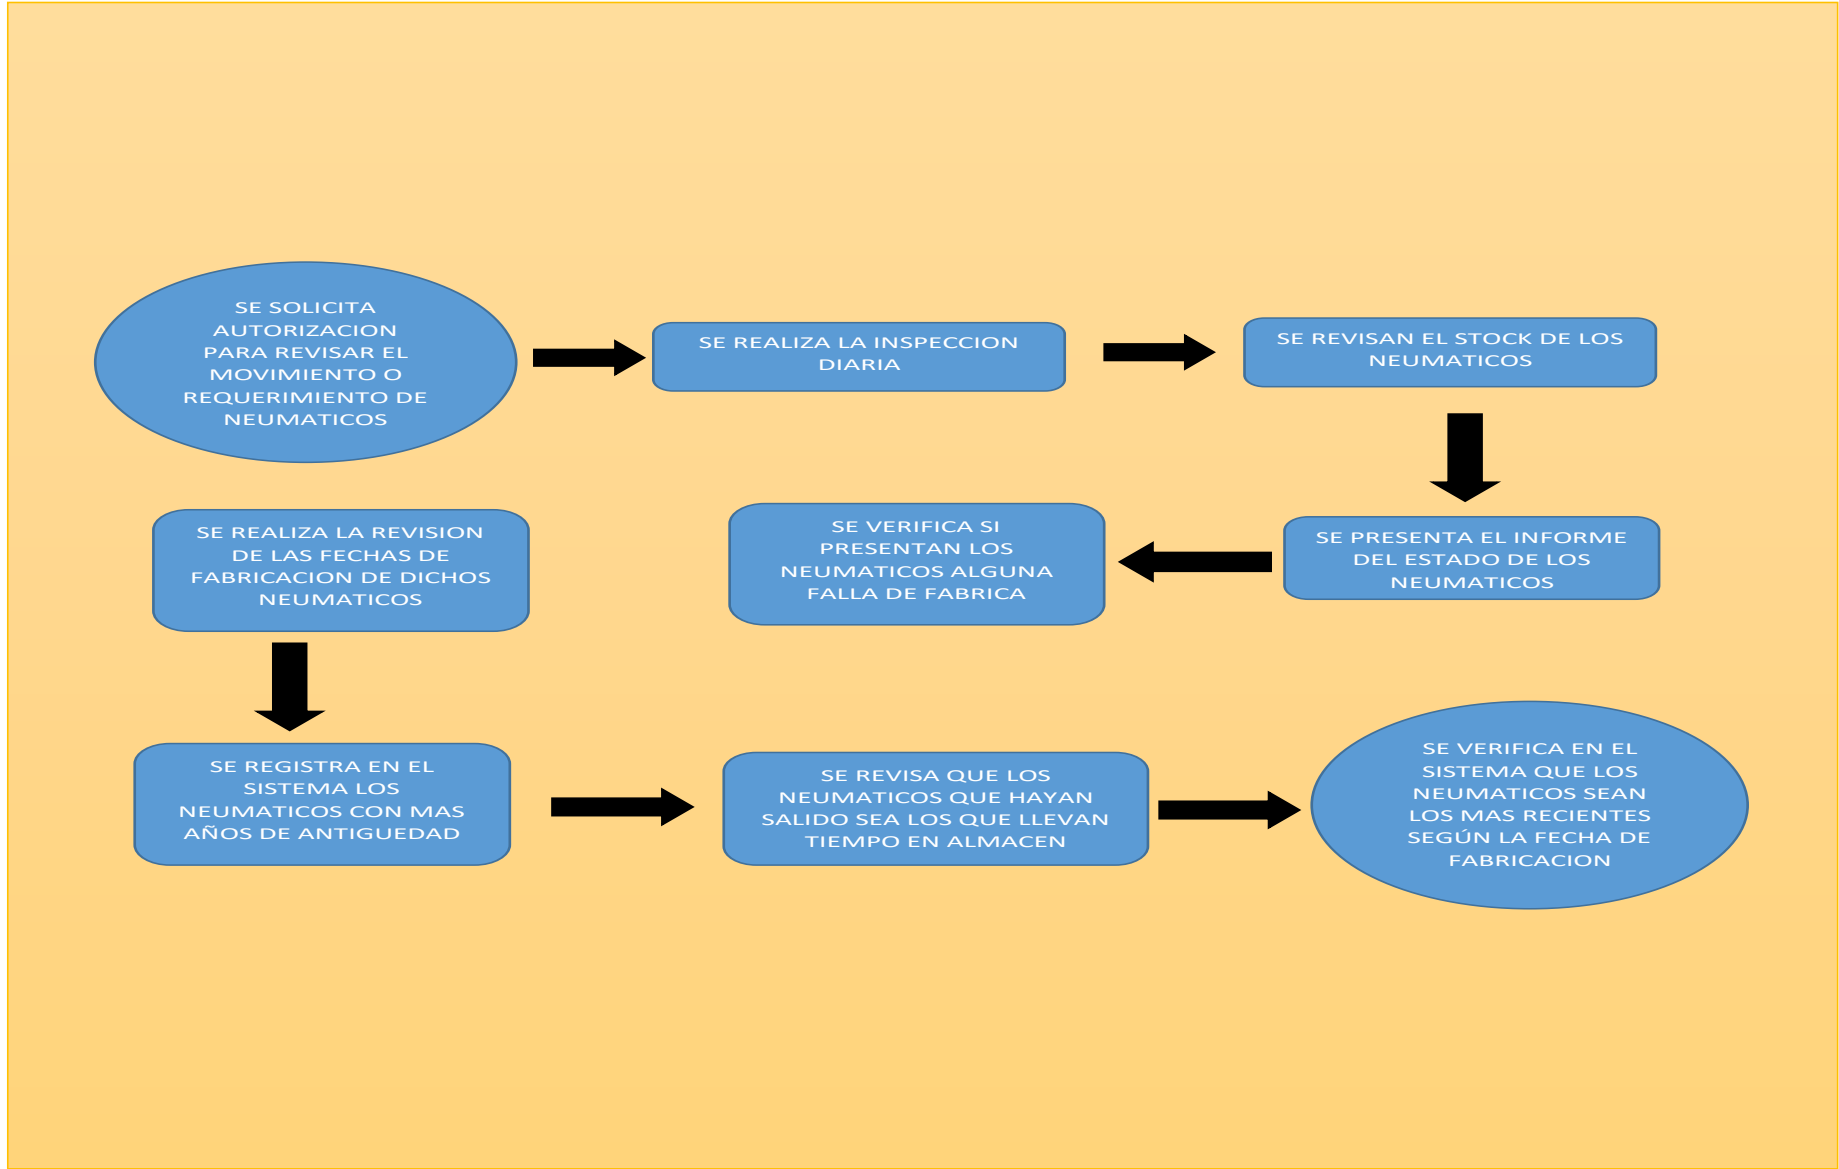 SE SOLICITA
AUTORIZACION
PARA REVISAR EL
MOVIMIENTO O
REQUERIMIENTO DE
NEUMATICOS
SE REALIZA LA INSPECCION
DIARIA
SE REVISAN EL STOCK DE LOS
NEUMATICOS
SE PRESENTA EL INFORME
DEL ESTADO DE LOS
NEUMATICOS
SE VERIFICA SI
PRESENTAN LOS
NEUMATICOS ALGUNA
FALLA DE FABRICA
SE REALIZA LA REVISION
DE LAS FECHAS DE
FABRICACION DE DICHOS
NEUMATICOS
SE REGISTRA EN EL
SISTEMA LOS
NEUMATICOS CON MAS
AÑOS DE ANTIGUEDAD
SE REVISA QUE LOS
NEUMATICOS QUE HAYAN
SALIDO SEA LOS QUE LLEVAN
TIEMPO EN ALMACEN
SE VERIFICA EN EL
SISTEMA QUE LOS
NEUMATICOS SEAN
LOS MAS RECIENTES
SEGÚN LA FECHA DE
FABRICACION